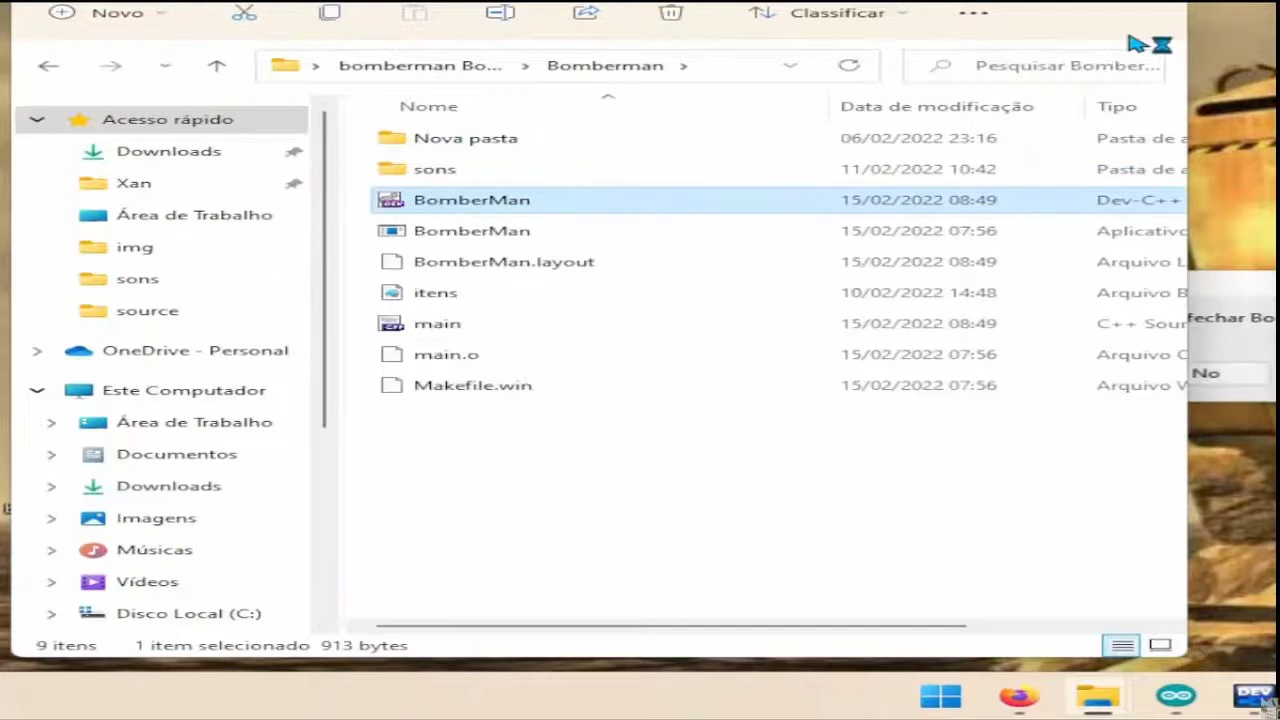 Novo Classificar
bomberman Bo... Bomberman Pesquisar Bomber...
Nome Data de modificação Tipo
Acesso rápido
Downloads
Xan
Área de Trabalho
img
sons
source
OneDrive - Personal
Este Computador
Área de Trabalho
Documentos
Downloads
Imagens
Músicas
Vídeos
Disco Local (C:)
Nova pasta 06/02/2022 23:16 Pasta de a
sons 11/02/2022 10:42 Pasta de a
BomberMan 15/02/2022 08:49 Dev-C++
BomberMan 15/02/2022 07:56 Aplicativo
BomberMan.layout 15/02/2022 08:49 Arquivo L
itens 10/02/2022 14:48 Arquivo B
main 15/02/2022 08:49 C++ Sour
main.o 15/02/2022 07:56 Arquivo O
Makefile.win 15/02/2022 07:56 Arquivo W
fechar Bo
No
9 itens 1 item selecionado 913 bytes
DEV